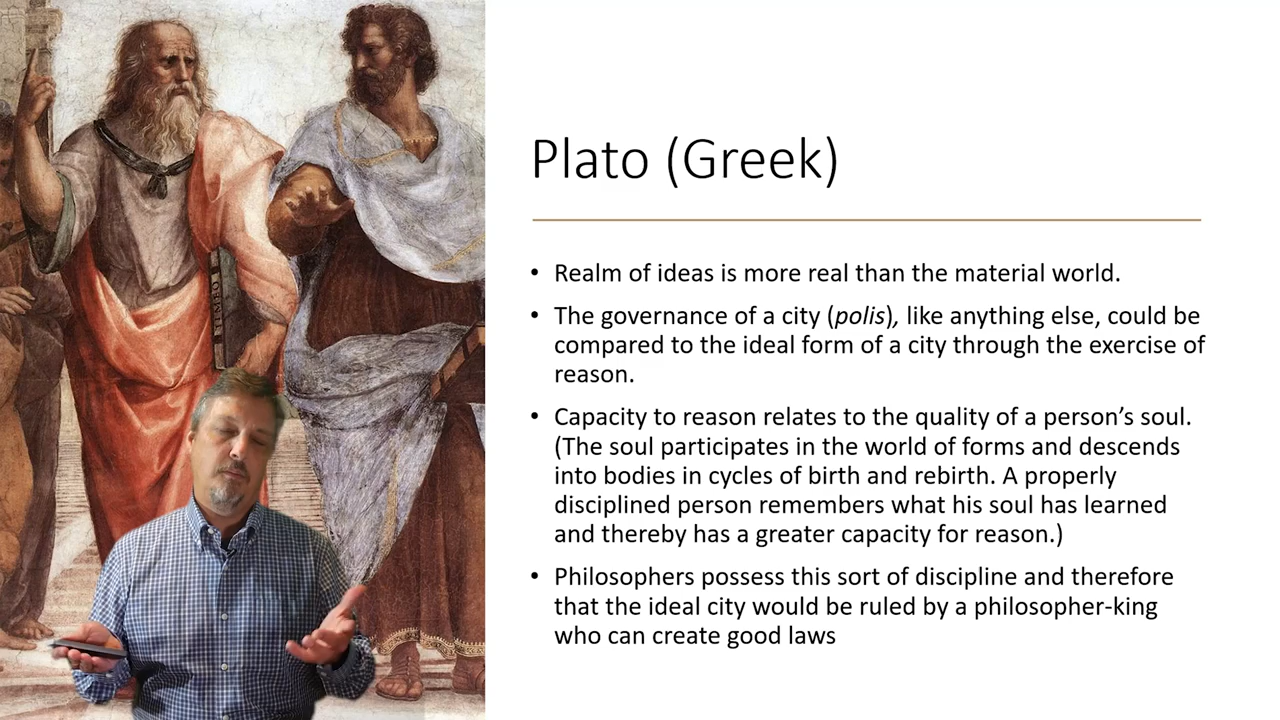 Plato (Greek)
• Realm of ideas is more real than the material world.
• The governance of a city (polis), like anything else, could be
compared to the ideal form of a city through the exercise of
reason.
• Capacity to reason relates to the quality of a person’s soul.
(The soul participates in the world of forms and descends
into bodies in cycles of birth and rebirth. A properly
disciplined person remembers what his soul has learned
and thereby has a greater capacity for reason.)
• Philosophers possess this sort of discipline and therefore
that the ideal city would be ruled by a philosopher-king
who can create good laws